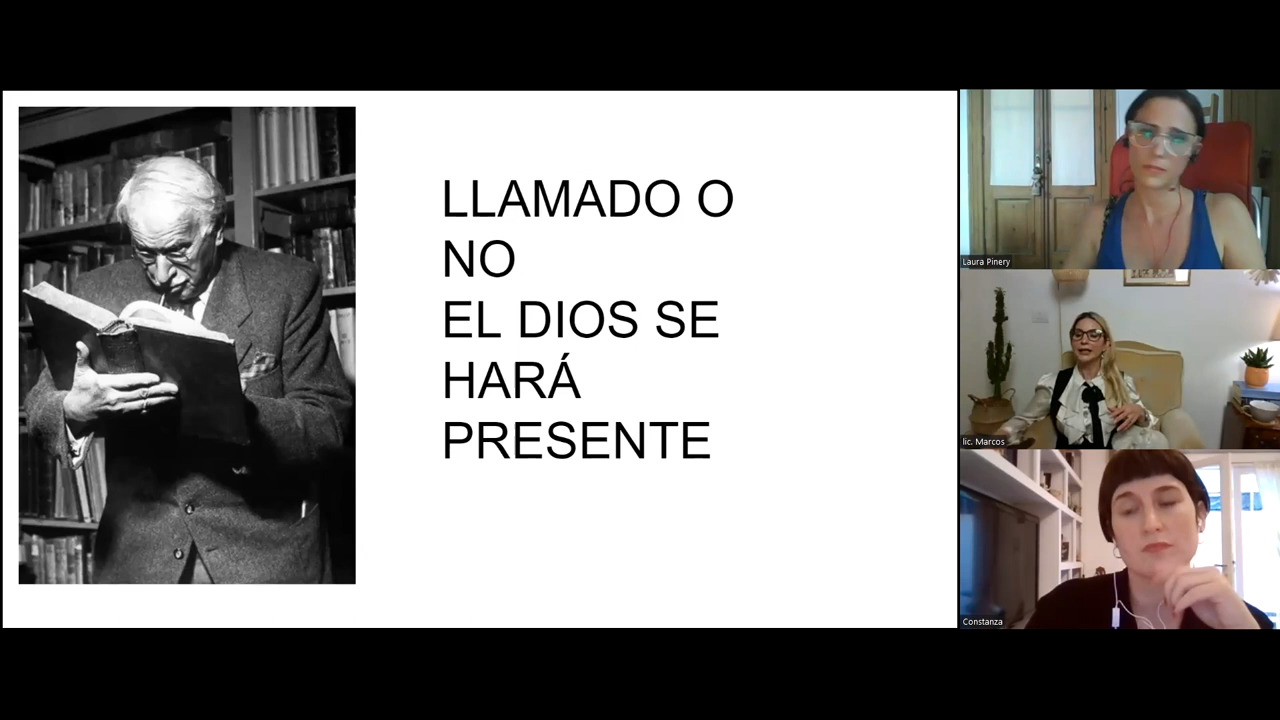 LLAMADO O
NO
EL DIOS SE
HARÁ
PRESENTE
Laura Pinery
lic. Marcos
Constanza